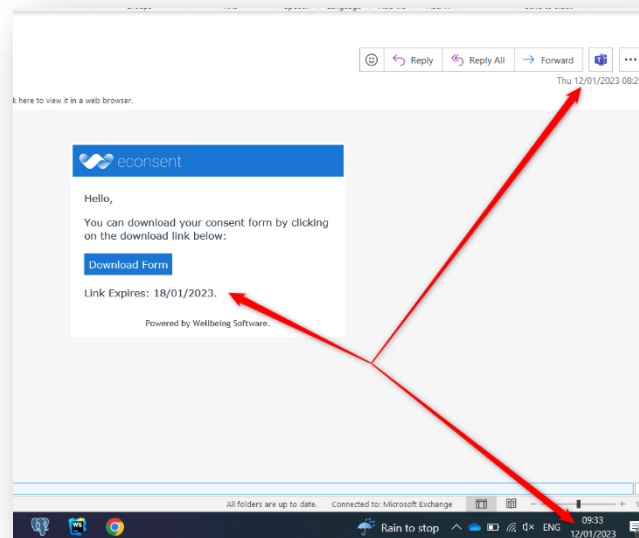 Reply Reply All Forward
Thu 12/01/2023 08:29
k here to view it in a web browser.
econsent
Hello,
You can download your consent form by clicking
on the download link below:
Download Form
Link Expires: 18/01/2023.
Powered by Wellbeing Software.
All folders are up to date. Connected to: Microsoft Exchange
Rain to stop ENG 09:33
12/01/2023